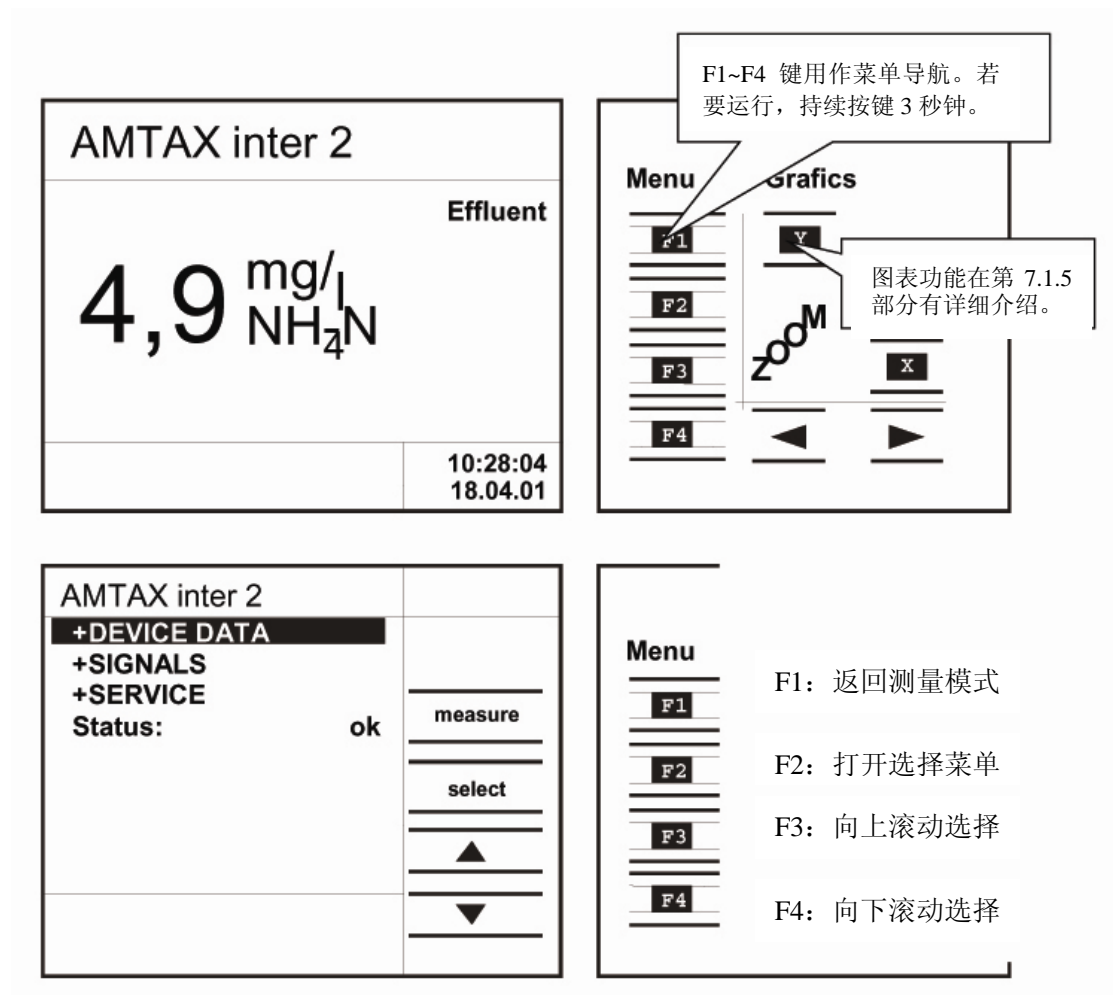 F1~F4 键用作菜单导航。若
要运行，持续按键 3 秒钟。
AMTAX inter 2
Effluent
4,9 mg/l
NH4N
10:28:04
18.04.01
Menu
Grafics
F1
Y
图表功能在第 7.1.5
部分有详细介绍。
F2
ZOOM
F3
X
F4
AMTAX inter 2
+DEVICE DATA
+SIGNALS
+SERVICE
Status: ok
measure
select
Menu
F1
F1：返回测量模式
F2
F2：打开选择菜单
F3
F3：向上滚动选择
F4
F4：向下滚动选择